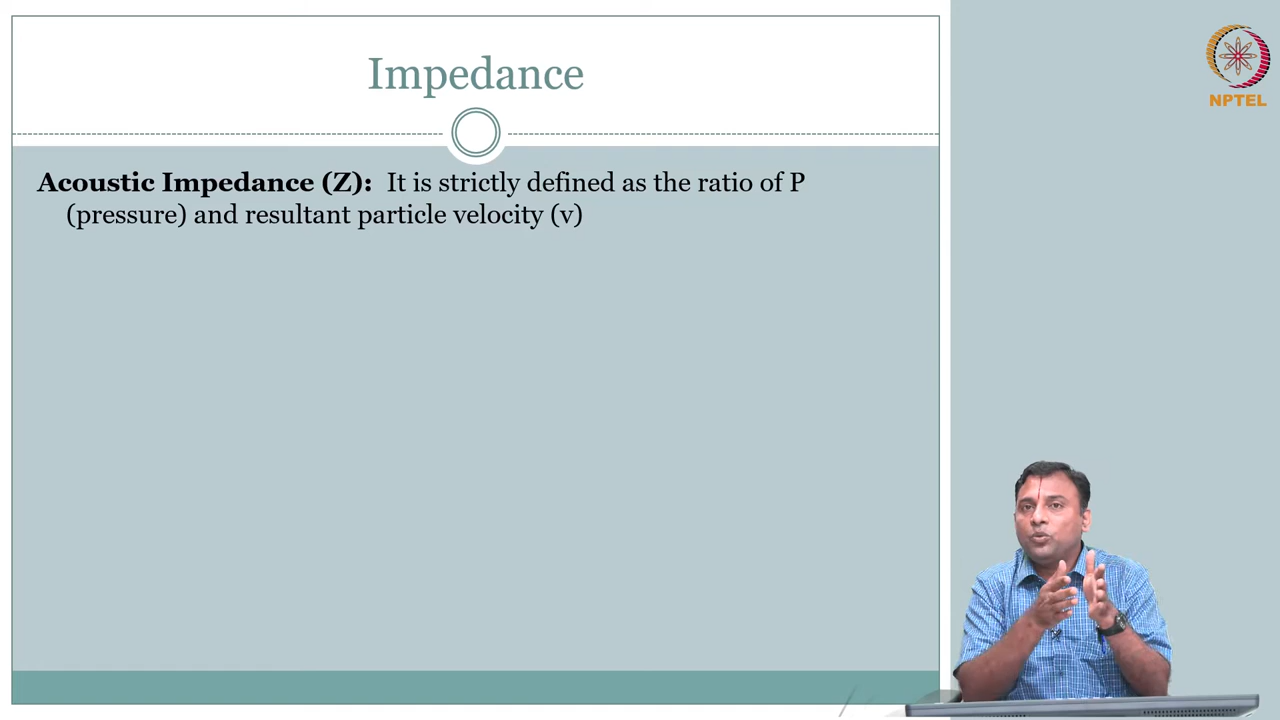 Impedance
NPTEL
Acoustic Impedance (Z): It is strictly defined as the ratio of P
(pressure) and resultant particle velocity (v)